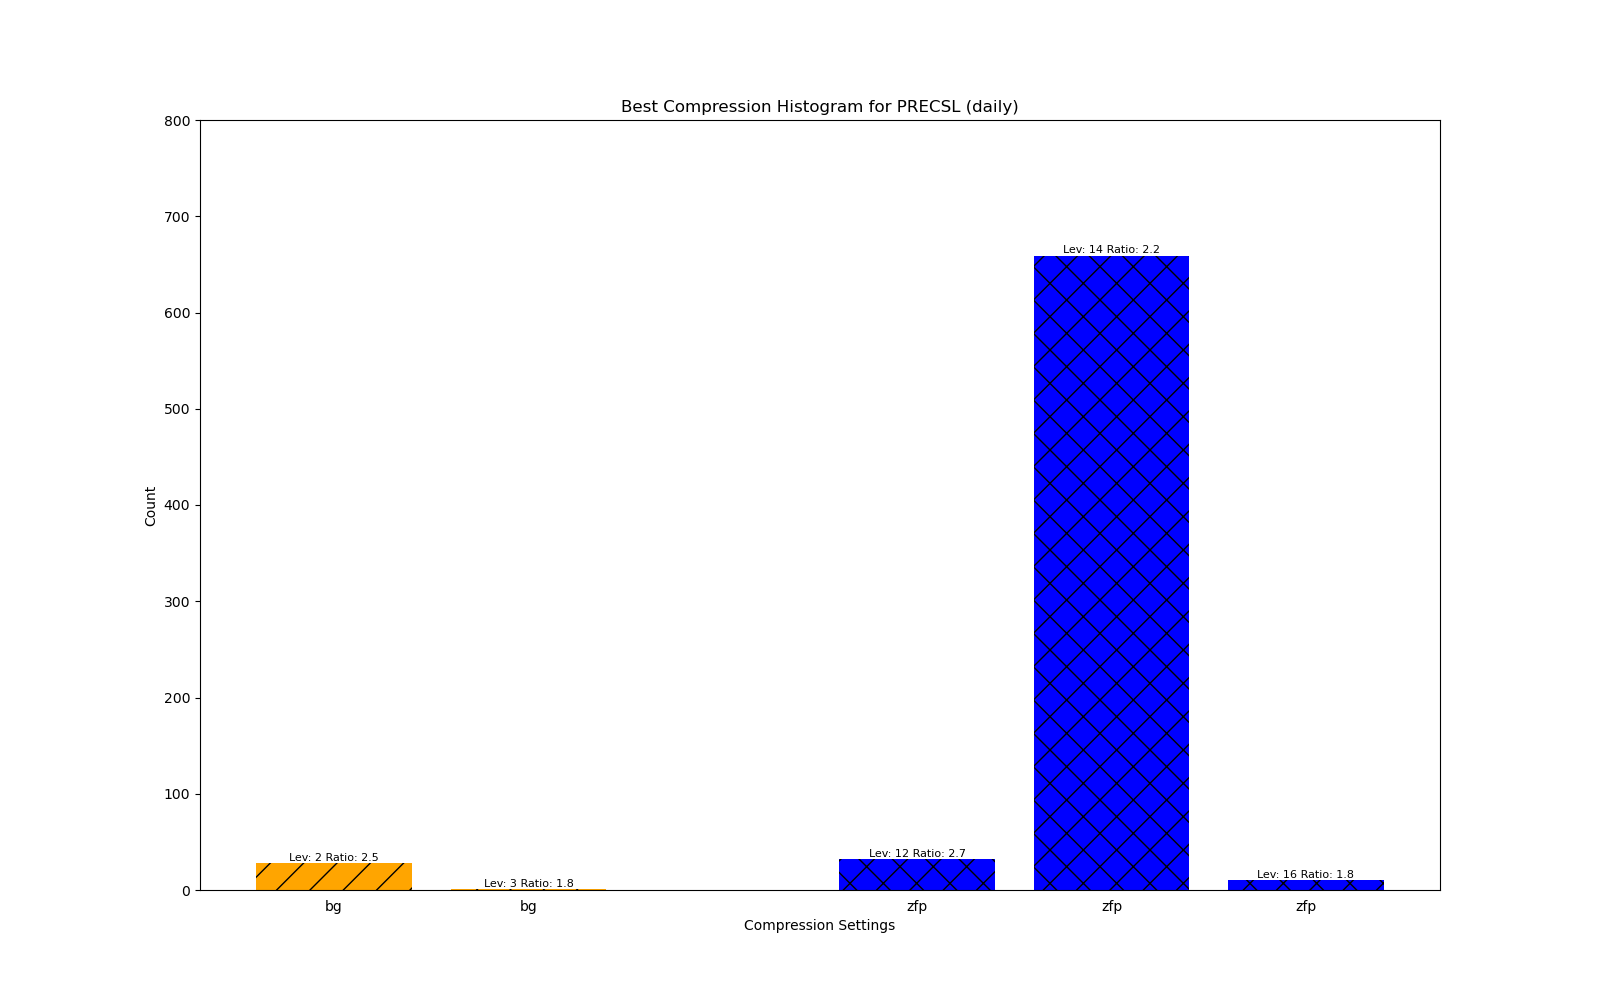 Best Compression Histogram for PRECSL (daily)
800
700
600
500
400
300
200
100
0
Count
Lev: 2 Ratio: 2.5
Lev: 3 Ratio: 1.8
Lev: 12 Ratio: 2.7
Lev: 14 Ratio: 2.2
Lev: 16 Ratio: 1.8
bg bg zfp zfp zfp
Compression Settings